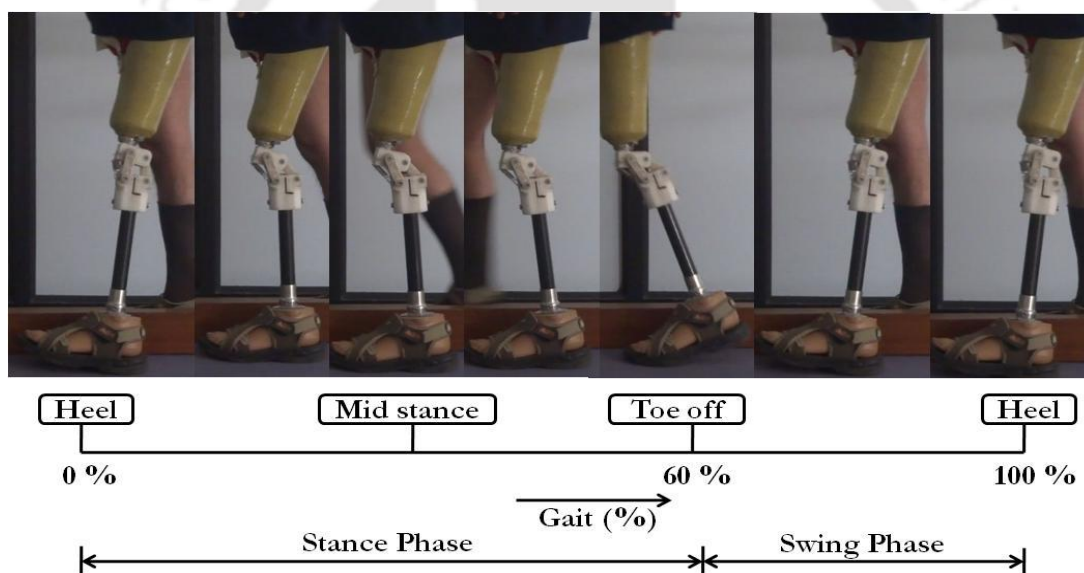 Heel
Mid stance
Toe off
Heel
0 %
60 %
100 %
Gait (%)
Stance Phase
Swing Phase